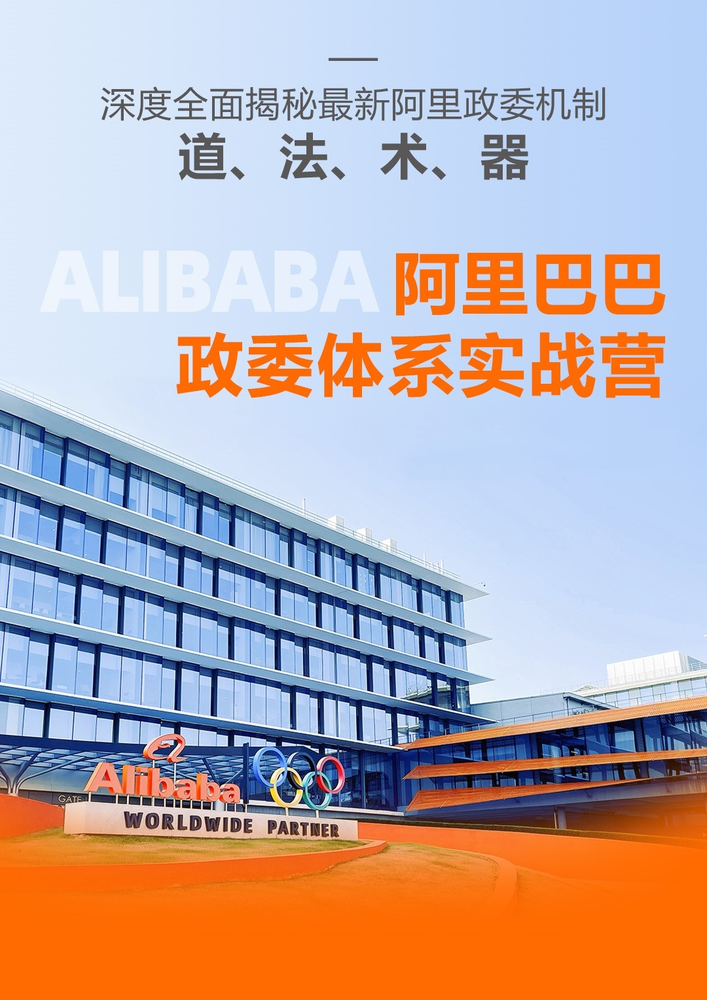 深度全面揭秘最新阿里政委机制
道、法、术、器
ALIBABA 阿里巴巴
政委体系实战营
Alibaba
GATE
WORLDWIDE PARTNER